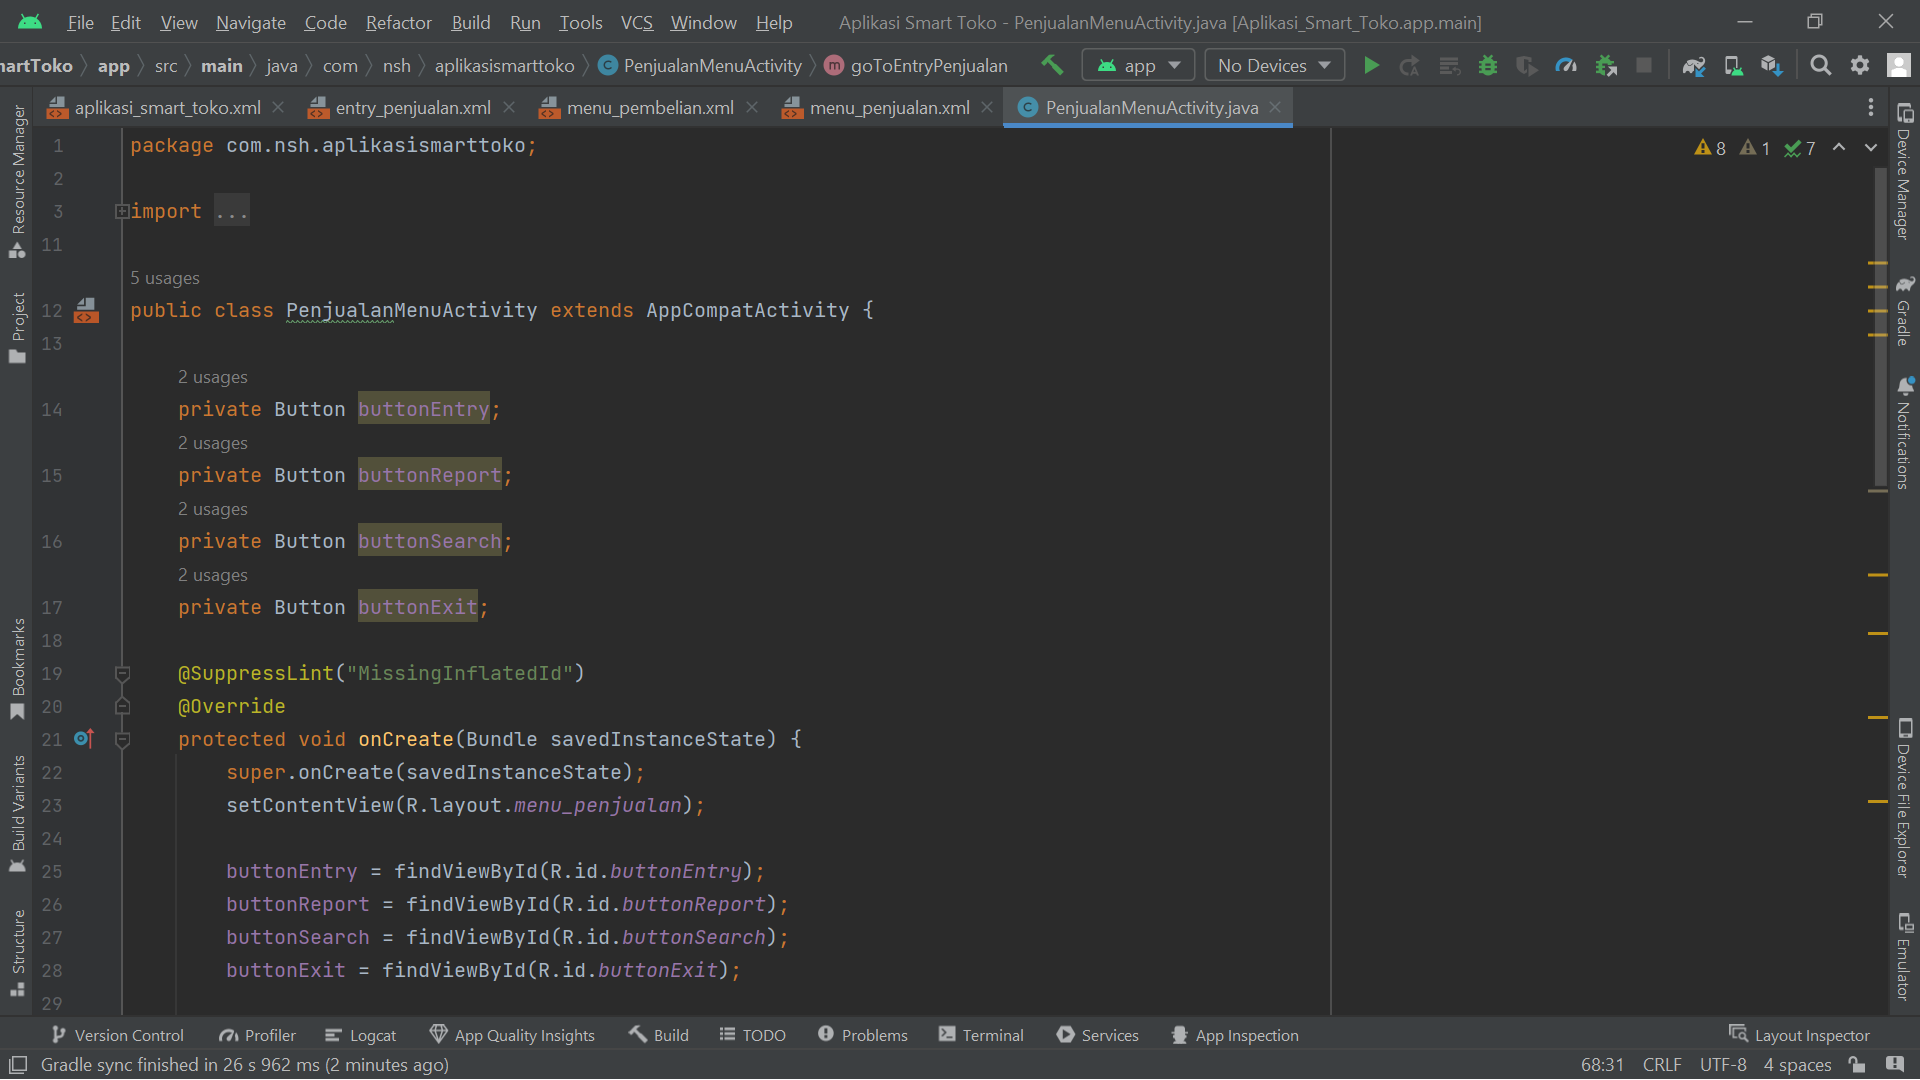 File Edit View Navigate Code Refactor Build Run Tools VCS Window Help Aplikasi Smart Toko - PenjualanMenuActivity.java [Aplikasi_Smart_Toko.app.main]
martToko app src main java com nsh aplikasismarttoko C PenjualanMenuActivity m goToEntryPenjualan app No Devices
aplikasi_smart_toko.xml entry_penjualan.xml menu_pembelian.xml menu_penjualan.xml C PenjualanMenuActivity.java
Resource Manager
Project
Bookmarks
Build Variants
Structure
8 1 7
1 package com.nsh.aplikasismarttoko;
2
3 import ...
11
5 usages
12 public class PenjualanMenuActivity extends AppCompatActivity {
13
2 usages
14 private Button buttonEntry;
2 usages
15 private Button buttonReport;
2 usages
16 private Button buttonSearch;
2 usages
17 private Button buttonExit;
18
19 @SuppressLint("MissingInflatedId")
20 @Override
21 protected void onCreate(Bundle savedInstanceState) {
22 super.onCreate(savedInstanceState);
23 setContentView(R.layout.menu_penjualan);
24
25 buttonEntry = findViewById(R.id.buttonEntry);
26 buttonReport = findViewById(R.id.buttonReport);
27 buttonSearch = findViewById(R.id.buttonSearch);
28 buttonExit = findViewById(R.id.buttonExit);
29
Device Manager
Gradle
Notifications
Device File Explorer
Emulator
Version Control Profiler Logcat App Quality Insights Build TODO Problems Terminal Services App Inspection Layout Inspector
Gradle sync finished in 26 s 962 ms (2 minutes ago) 68:31 CRLF UTF-8 4 spaces